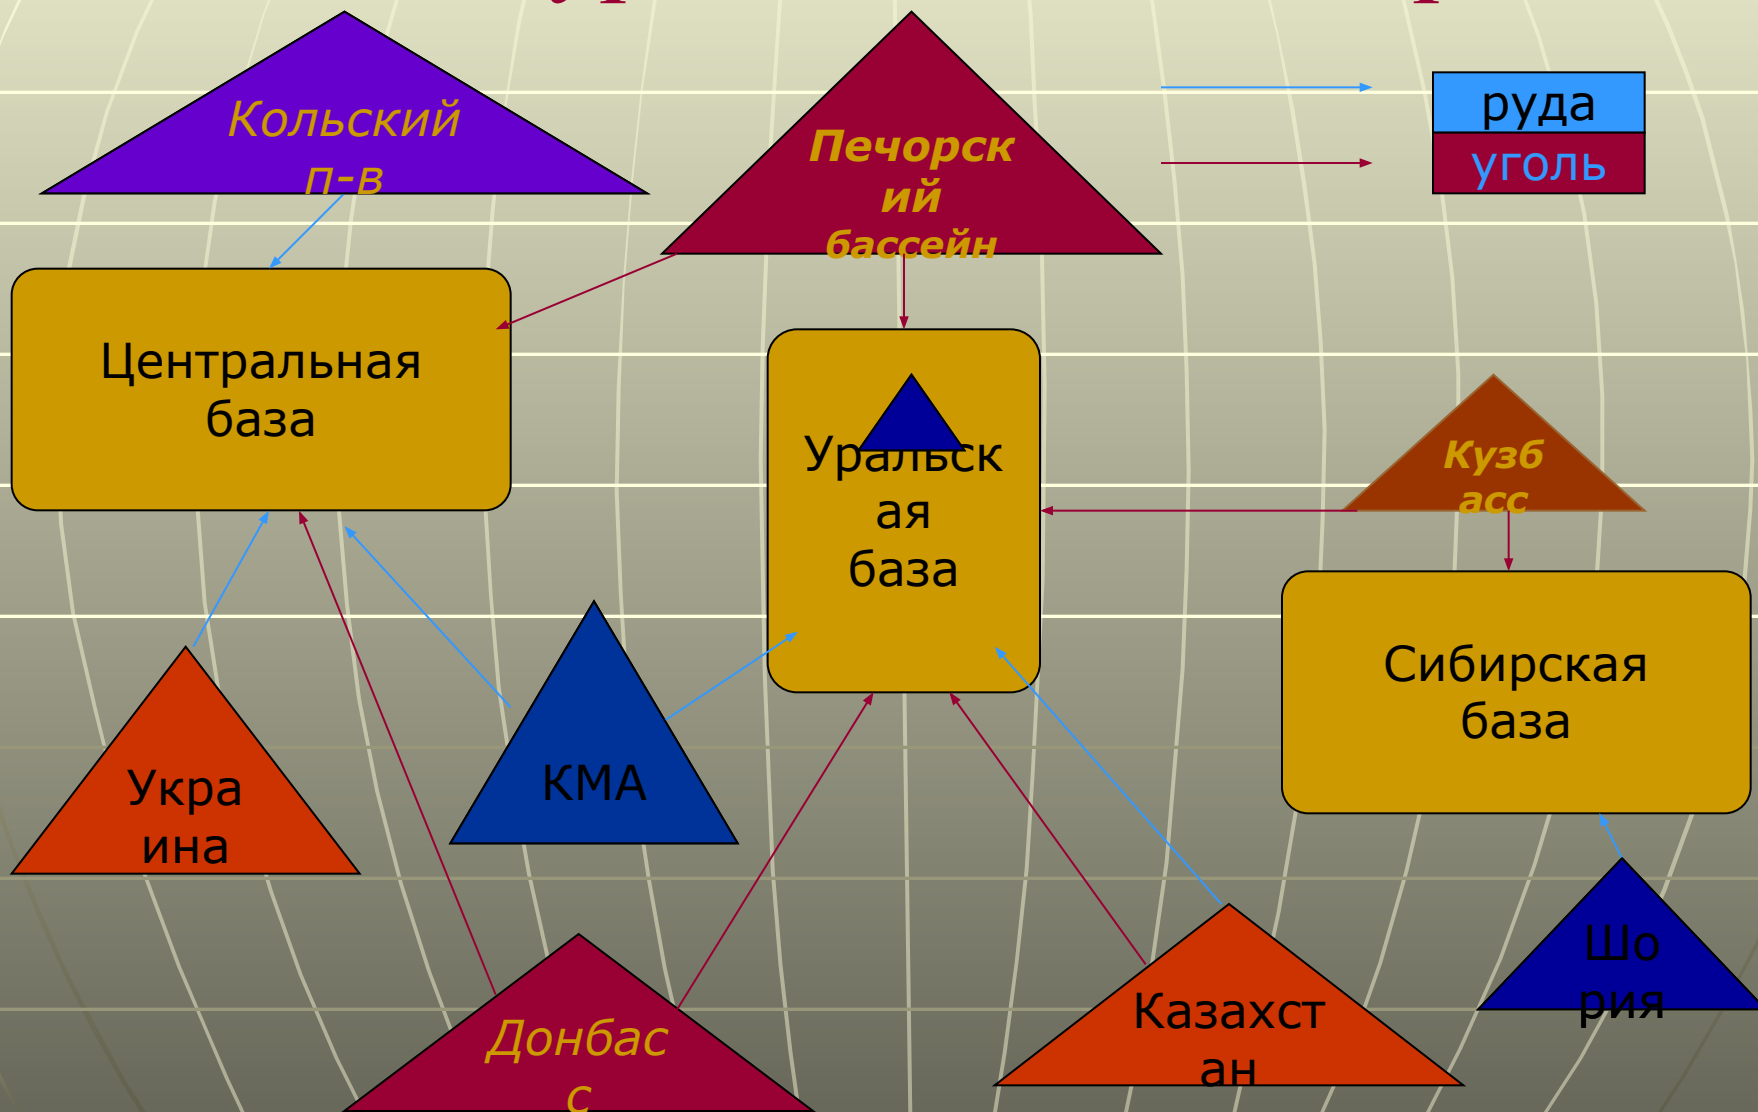 Кольский
п-в
Печорск
ий
бассейн
руда
уголь
Центральная
база
Уральск
ая
база
Кузб
асс
Сибирская
база
Укра
ина
КМА
Донбас
с
Казахст
ан
Шо
рия